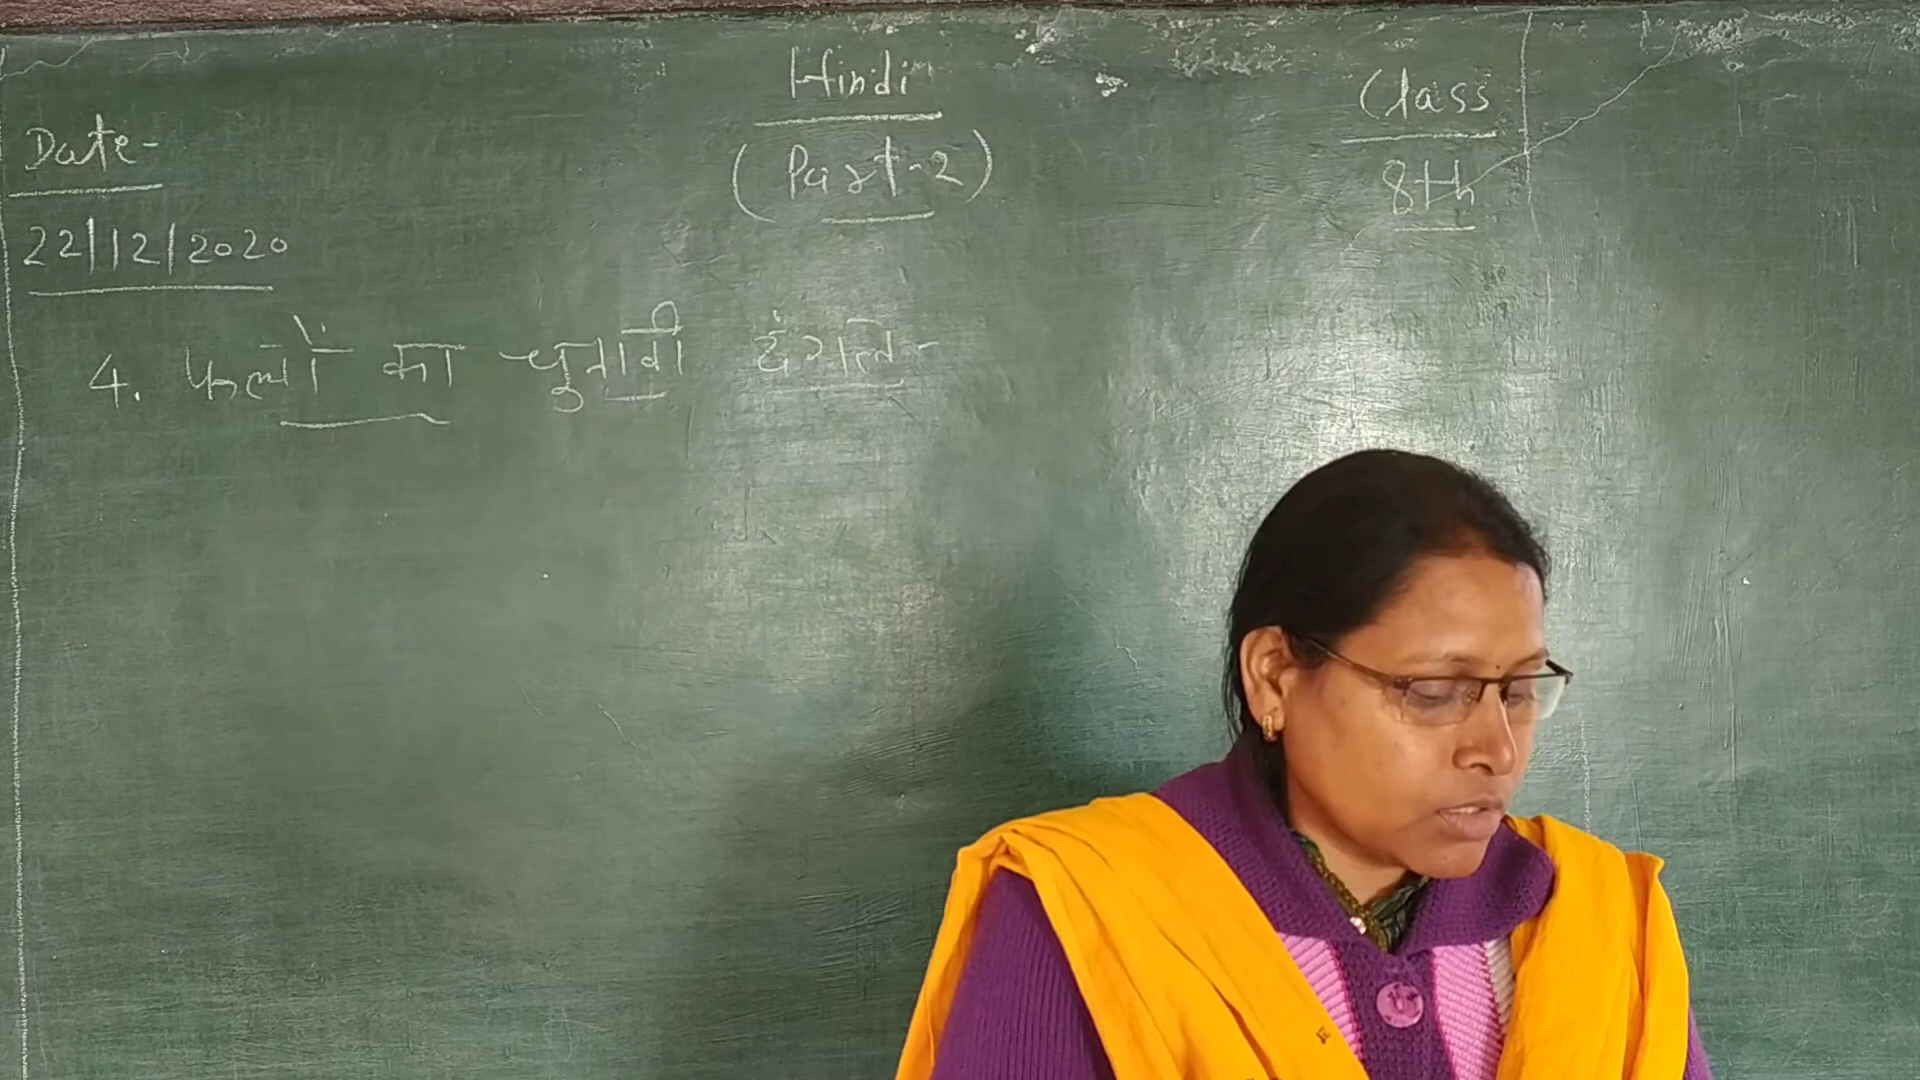 Hindi
(Part-2)
Class
8th
Date-
22/12/2020
4. फलों का चुनावी दंगल-